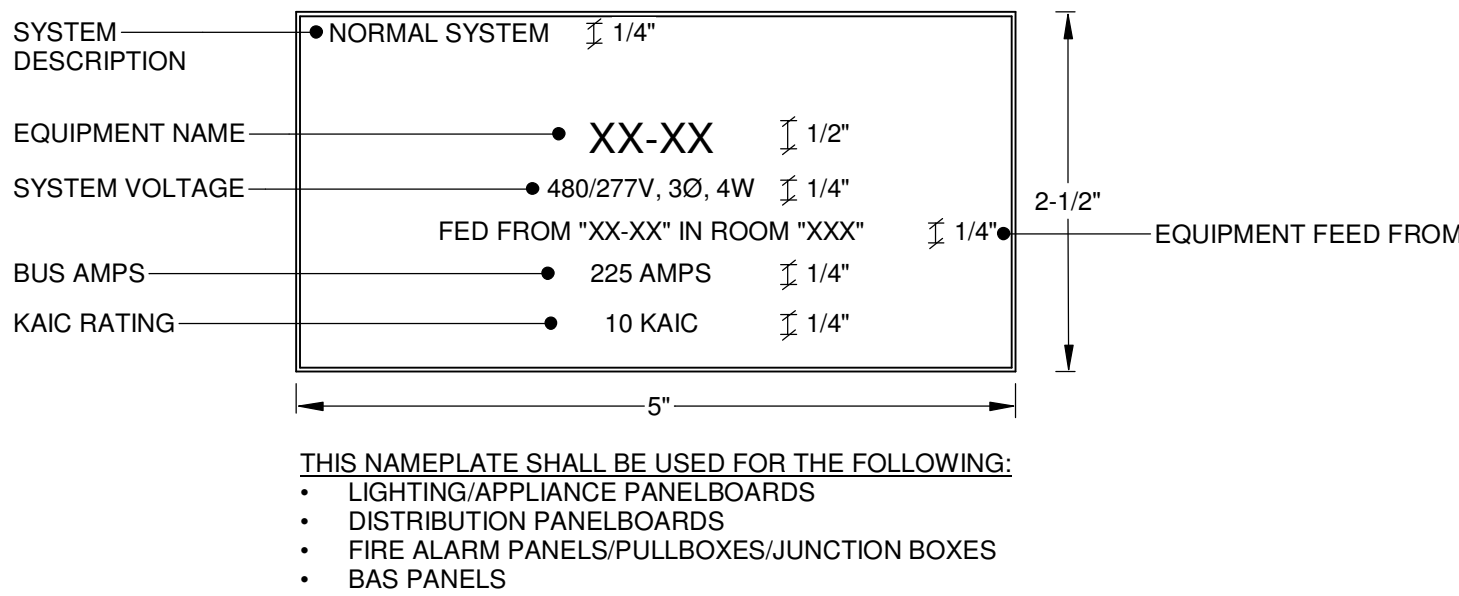 SYSTEM DESCRIPTION
NORMAL SYSTEM 1/4"
EQUIPMENT NAME
XX-XX 1/2"
SYSTEM VOLTAGE
480/277V, 3Ø, 4W 1/4"
2-1/2"
FED FROM "XX-XX" IN ROOM "XXX" 1/4"
EQUIPMENT FEED FROM
BUS AMPS
225 AMPS 1/4"
KAIC RATING
10 KAIC 1/4"
5"
THIS NAMEPLATE SHALL BE USED FOR THE FOLLOWING:
• LIGHTING/APPLIANCE PANELBOARDS
• DISTRIBUTION PANELBOARDS
• FIRE ALARM PANELS/PULLBOXES/JUNCTION BOXES
• BAS PANELS